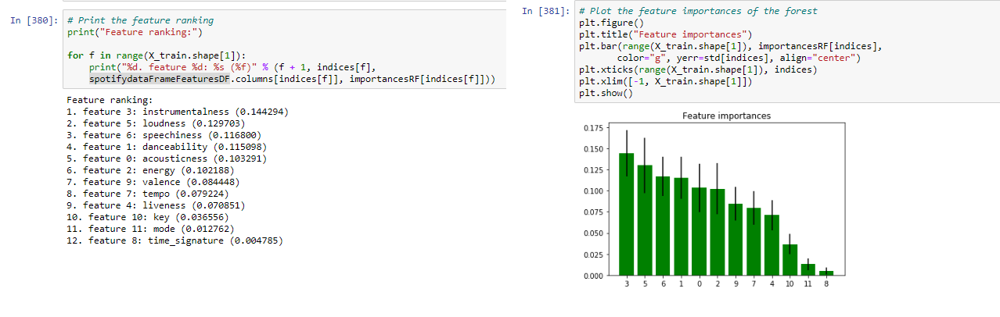 In [380]:
# Print the feature ranking
print("Feature ranking:")
for f in range(X_train.shape[1]):
    print("%d. feature %d: %s (%f)" % (f + 1, indices[f],
    spotifydataFrameFeaturesDF.columns[indices[f]], importancesRF[indices[f]]))
Feature ranking:
1. feature 3: instrumentalness (0.144294)
2. feature 5: loudness (0.129703)
3. feature 6: speechiness (0.116800)
4. feature 1: danceability (0.115098)
5. feature 0: acousticness (0.103291)
6. feature 2: energy (0.102188)
7. feature 9: valence (0.084448)
8. feature 7: tempo (0.079224)
9. feature 4: liveness (0.070851)
10. feature 10: key (0.036556)
11. feature 11: mode (0.012762)
12. feature 8: time_signature (0.004785)
In [381]:
# Plot the feature importances of the forest
plt.figure()
plt.title("Feature importances")
plt.bar(range(X_train.shape[1]), importancesRF[indices],
       color="g", yerr=std[indices], align="center")
plt.xticks(range(X_train.shape[1]), indices)
plt.xlim([-1, X_train.shape[1]])
plt.show()
Feature importances
0.175
0.150
0.125
0.100
0.075
0.050
0.025
0.000
3 5 6 1 0 2 9 7 4 10 11 8